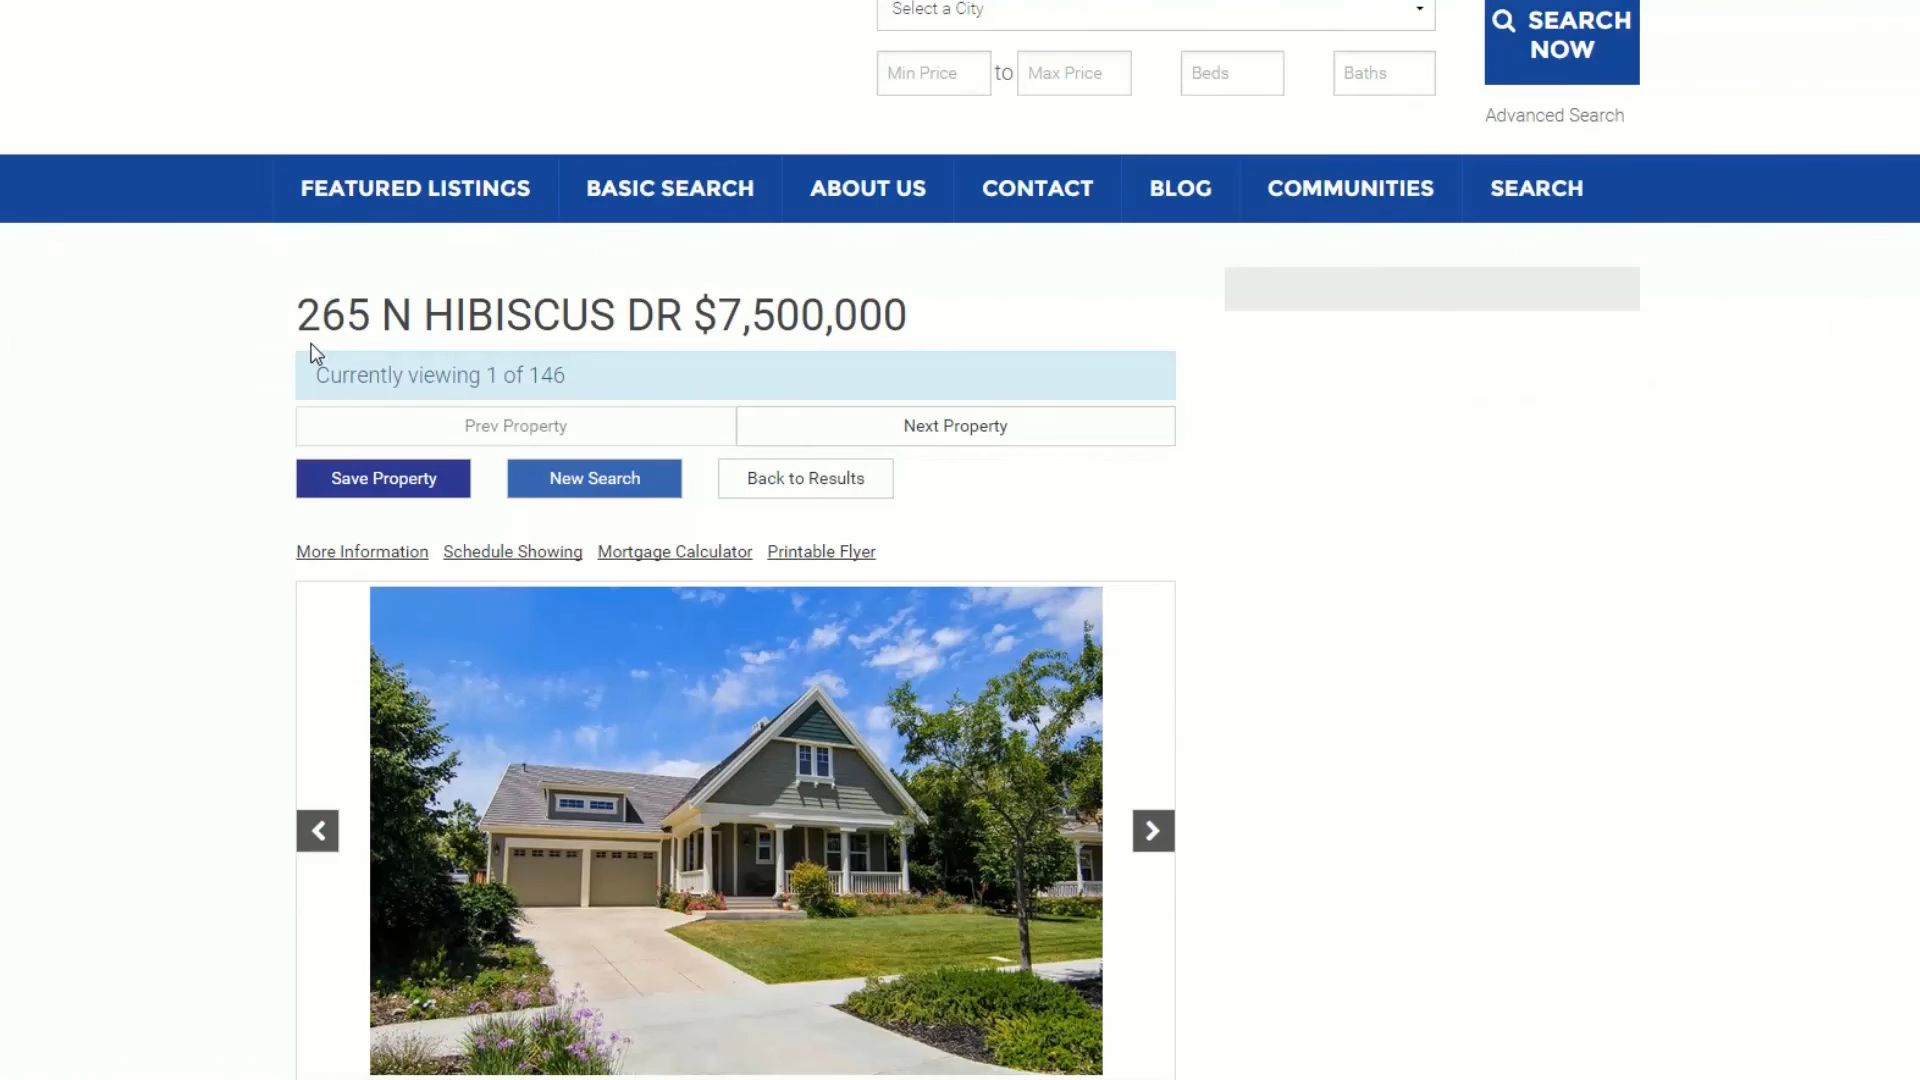 Select a City
SEARCH
NOW
Min Price to Max Price Beds Baths
Advanced Search
FEATURED LISTINGS BASIC SEARCH ABOUT US CONTACT BLOG COMMUNITIES SEARCH
265 N HIBISCUS DR $7,500,000
Currently viewing 1 of 146
Prev Property Next Property
Save Property New Search Back to Results
More Information Schedule Showing Mortgage Calculator Printable Flyer